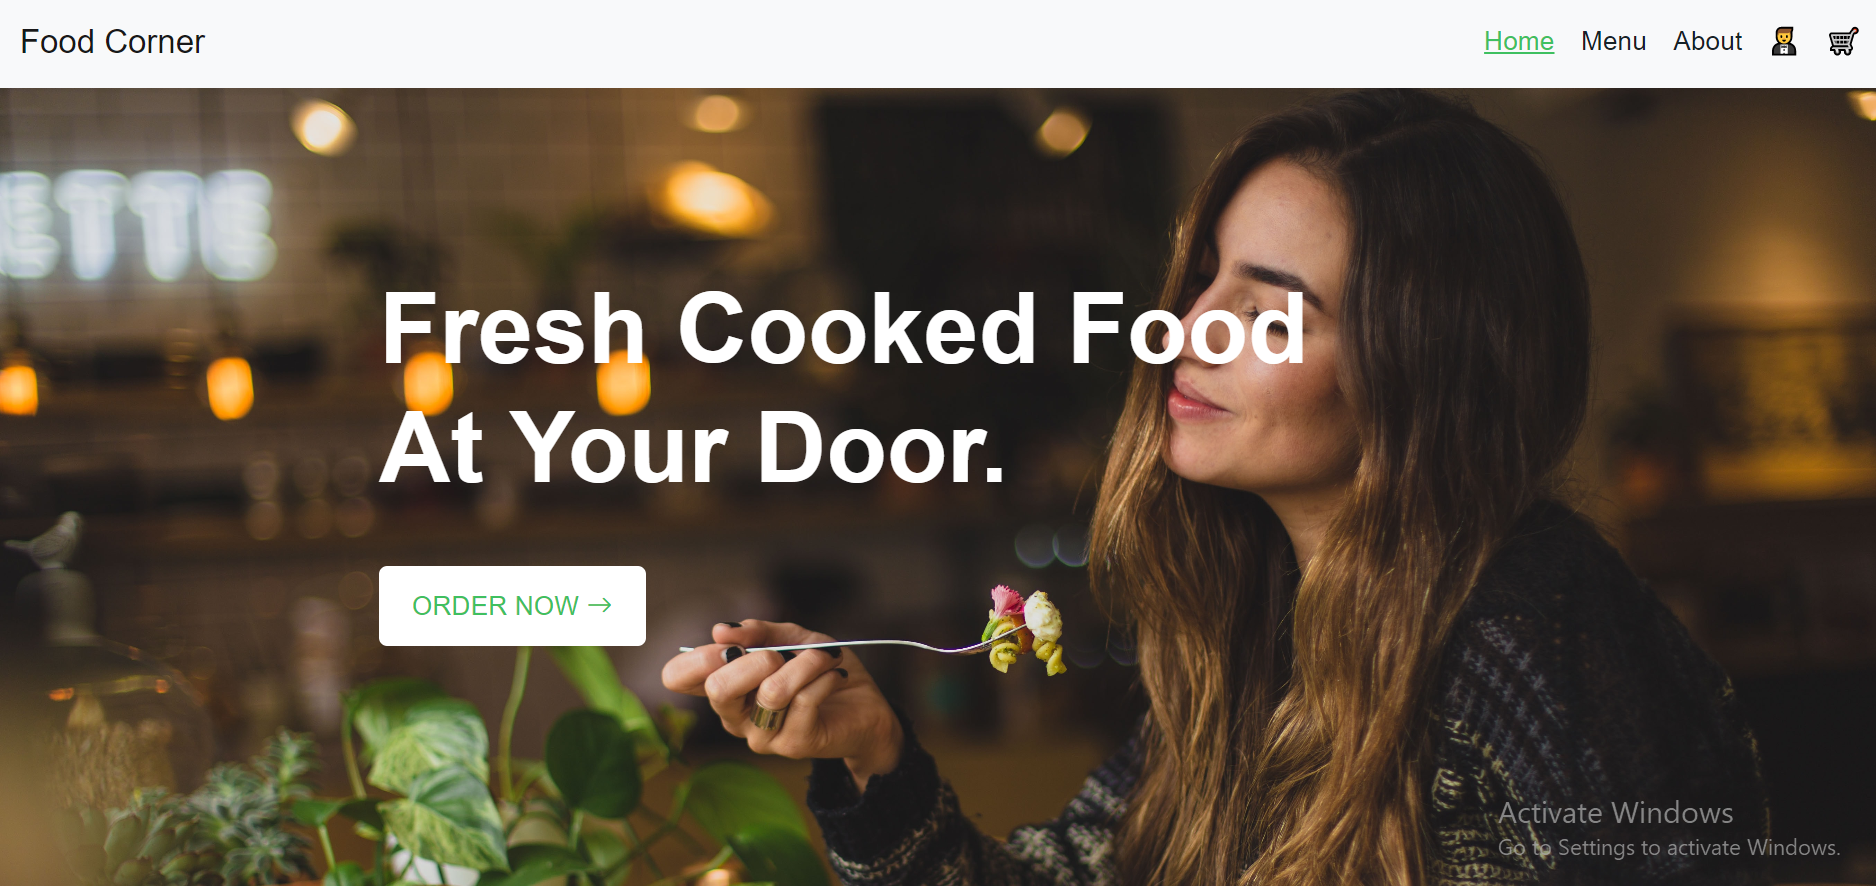 Food Corner
Home Menu About
ETTE
Fresh Cooked Food
At Your Door.
ORDER NOW →
Activate Windows
Go to Settings to activate Windows.